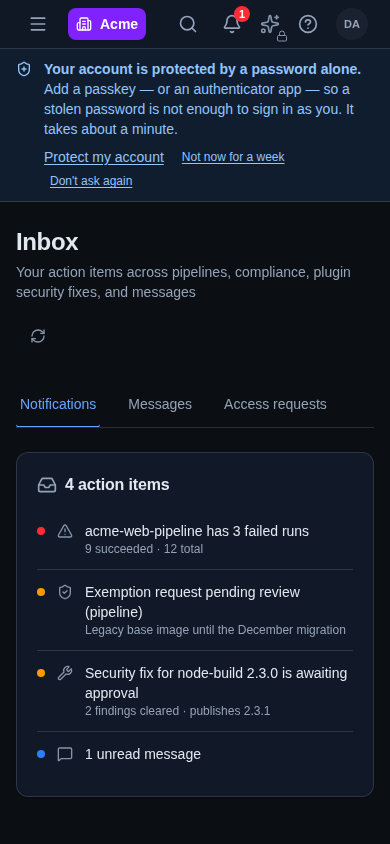 Acme
1
DA
Your account is protected by a password alone.
Add a passkey — or an authenticator app — so a
stolen password is not enough to sign in as you. It
takes about a minute.
Protect my account Not now for a week
Don't ask again
Inbox
Your action items across pipelines, compliance, plugin
security fixes, and messages
Notifications Messages Access requests
4 action items
acme-web-pipeline has 3 failed runs
9 succeeded · 12 total
Exemption request pending review
(pipeline)
Legacy base image until the December migration
Security fix for node-build 2.3.0 is awaiting
approval
2 findings cleared · publishes 2.3.1
1 unread message